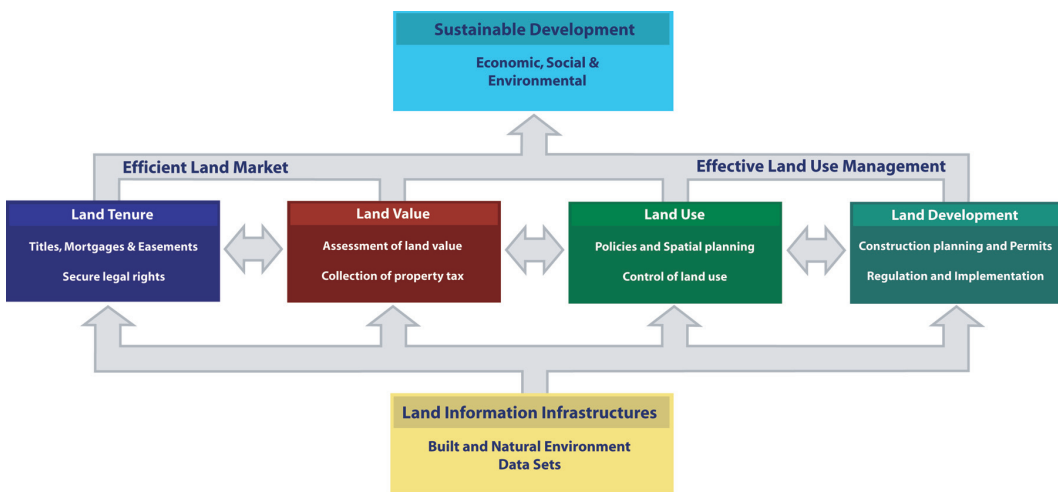 Sustainable Development
Economic, Social &
Environmental
Efficient Land Market
Effective Land Use Management
Land Tenure
Titles, Mortgages & Easements
Secure legal rights
Land Value
Assessment of land value
Collection of property tax
Land Use
Policies and Spatial planning
Control of land use
Land Development
Construction planning and Permits
Regulation and Implementation
Land Information Infrastructures
Built and Natural Environment
Data Sets